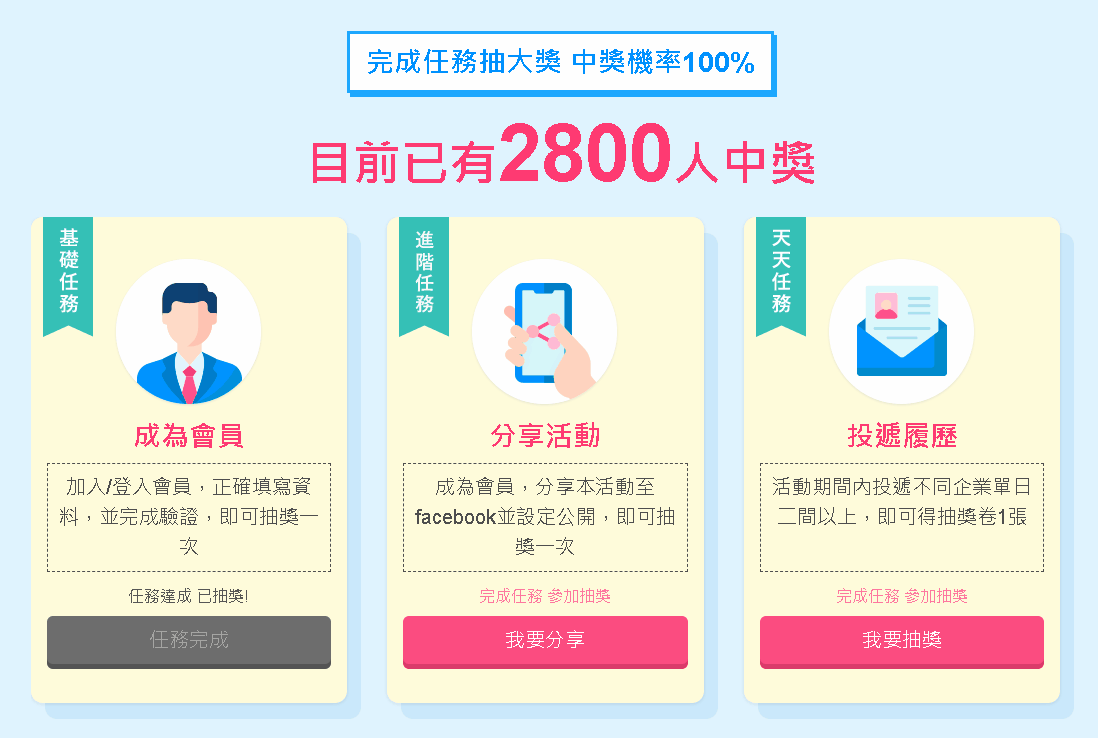 完成任務抽大獎 中獎機率100%
目前已有2800人中獎
基礎任務
成為會員
加入/登入會員，正確填寫資
料，並完成驗證，即可抽獎一
次
任務達成 已抽獎!
任務完成
進階任務
分享活動
成為會員，分享本活動至
facebook並設定公開，即可抽
獎一次
完成任務 參加抽獎
我要分享
天天任務
投遞履歷
活動期間內投遞不同企業單日
二間以上，即可得抽獎卷1張
完成任務 參加抽獎
我要抽獎